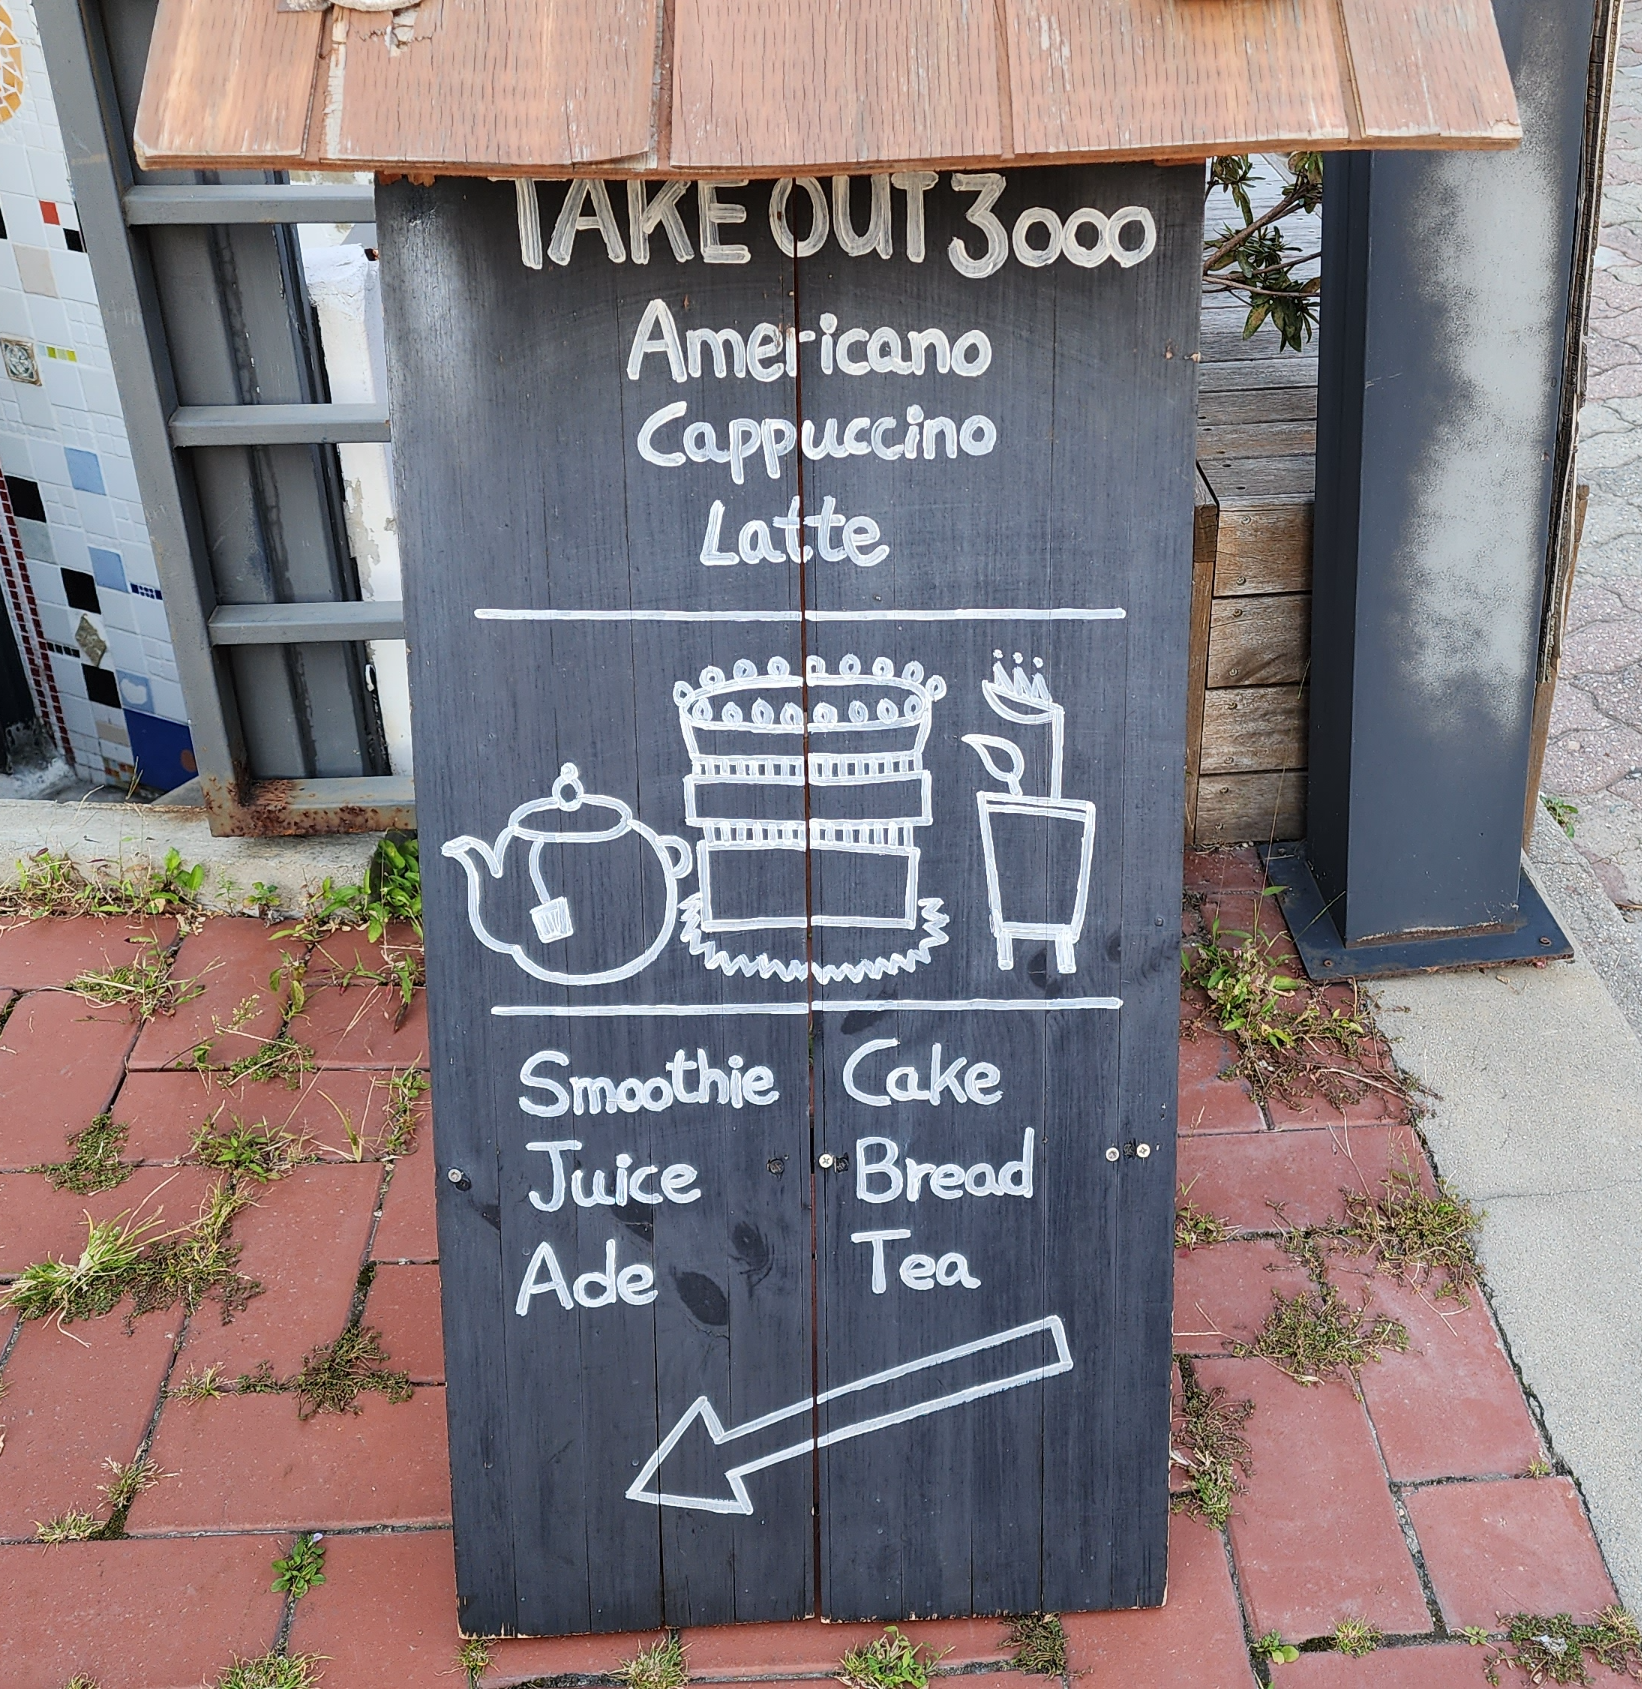 TAKE OUT 3000
Americano
Cappuccino
Latte
Smoothie
Juice
Ade
Cake
Bread
Tea